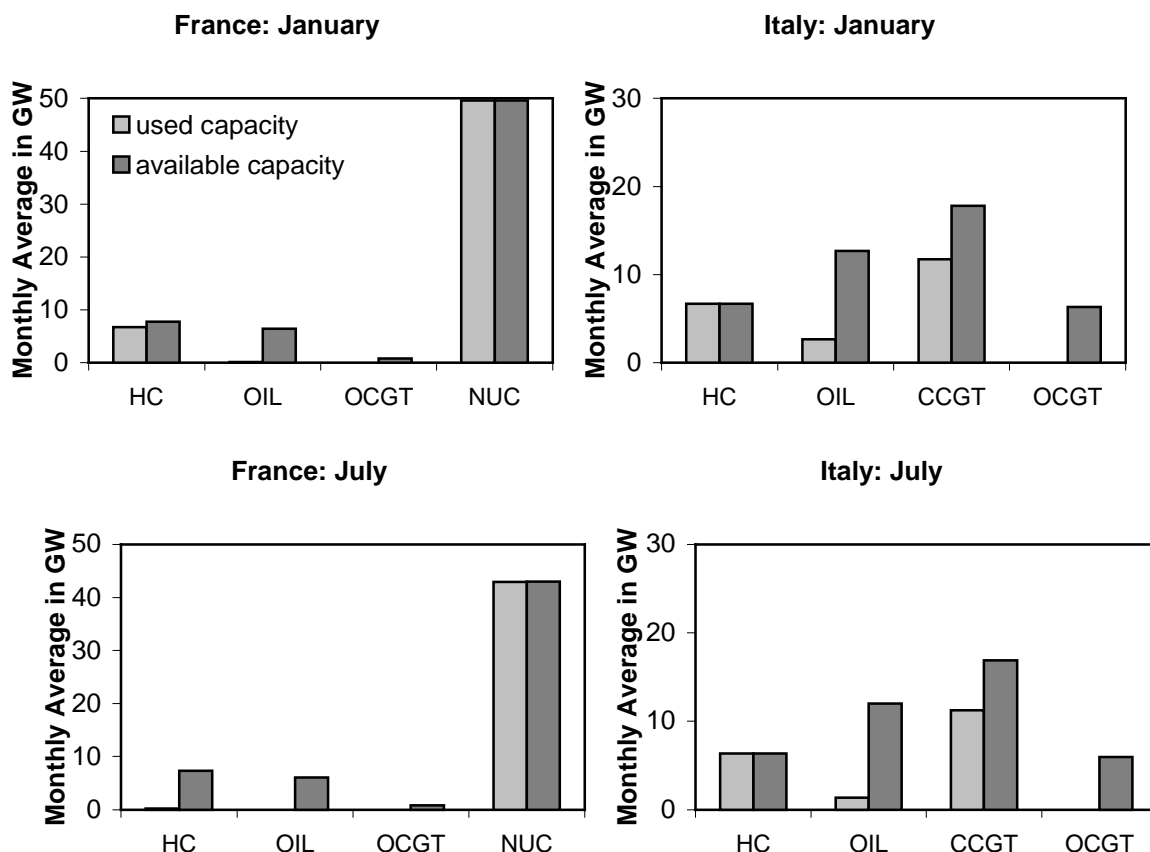 France: January
Monthly Average in GW
50
40
30
20
10
0
used capacity
available capacity
HC OIL OCGT NUC
Italy: January
Monthly Average in GW
30
20
10
0
HC OIL CCGT OCGT
France: July
Monthly Average in GW
50
40
30
20
10
0
HC OIL OCGT NUC
Italy: July
Monthly Average in GW
30
20
10
0
HC OIL CCGT OCGT